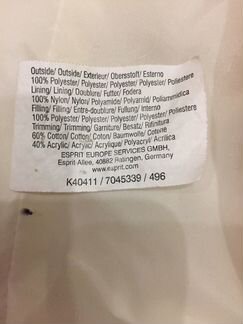 Outside/ Outside/ Exterieur/ Obersstoff/ Esterno
100% Polyester/ Polyester/ Polyester/ Polyester/ Poliestere
Lining/ Lining/ Doublure/ Futter/ Fodera
100% Nylon/ Nylon/ Polyamide/ Polyamid/ Poliammidica
Filling/ Filling/ Entre-doublure/ Fullung/ Interno
100% Polyester/ Polyester/ Polyester/ Polyester/ Poliestere
Trimming/ Trimming/ Garniture/ Besatz/ Rifinitura
60% Cotton/ Cotton/ Coton/ Baumwolle/ Cotone
40% Acrylic/ Acrylic/ Acrylique/ Polyacryl/ Acrilica
ESPRIT EUROPE SERVICES GMBH,
Esprit Allee, 40882 Ratingen, Germany
www.esprit.com
K40411 / 7045339 / 496